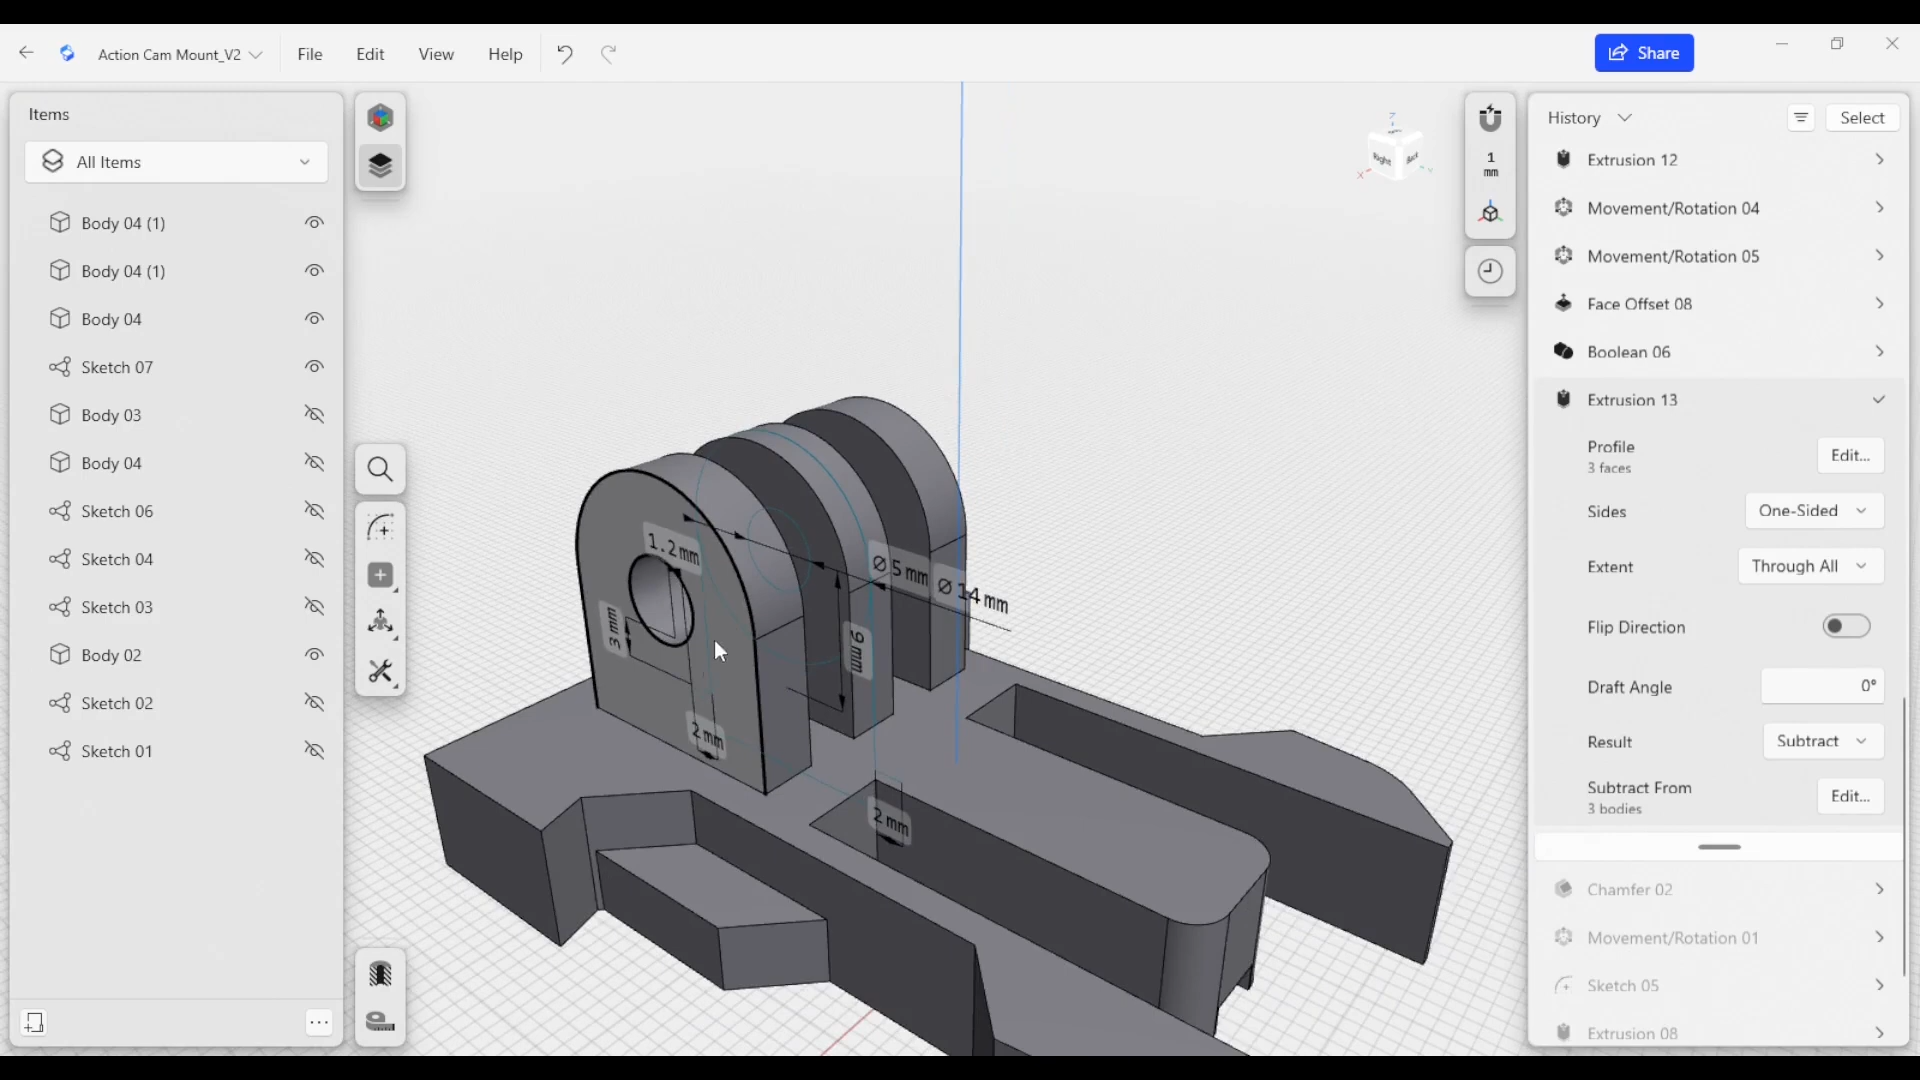 Action Cam Mount_V2
File
Edit
View
Help
Share
Items
All Items
Body 04 (1)
Body 04 (1)
Body 04
Sketch 07
Body 03
Body 04
Sketch 06
Sketch 04
Sketch 03
Body 02
Sketch 02
Sketch 01
1.2 mm
Ø 5 mm
Ø 14 mm
3 mm
6 mm
2 mm
2 mm
Z
Right
Back
X
Y
1
mm
History
Select
Extrusion 12
Movement/Rotation 04
Movement/Rotation 05
Face Offset 08
Boolean 06
Extrusion 13
Profile
3 faces
Edit...
Sides
One-Sided
Extent
Through All
Flip Direction
Draft Angle
0°
Result
Subtract
Subtract From
3 bodies
Edit...
Chamfer 02
Movement/Rotation 01
Sketch 05
Extrusion 08